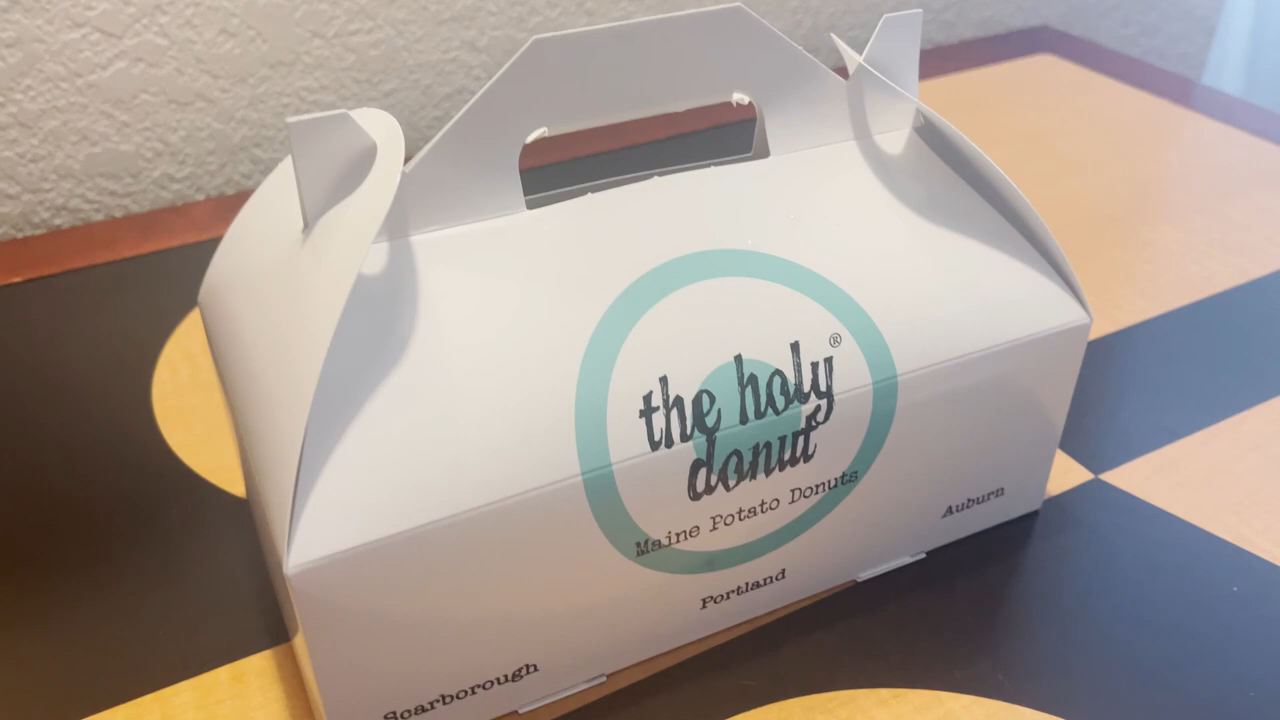 the holy®
donut
Maine Potato Donuts
Portland
Auburn
Scarborough